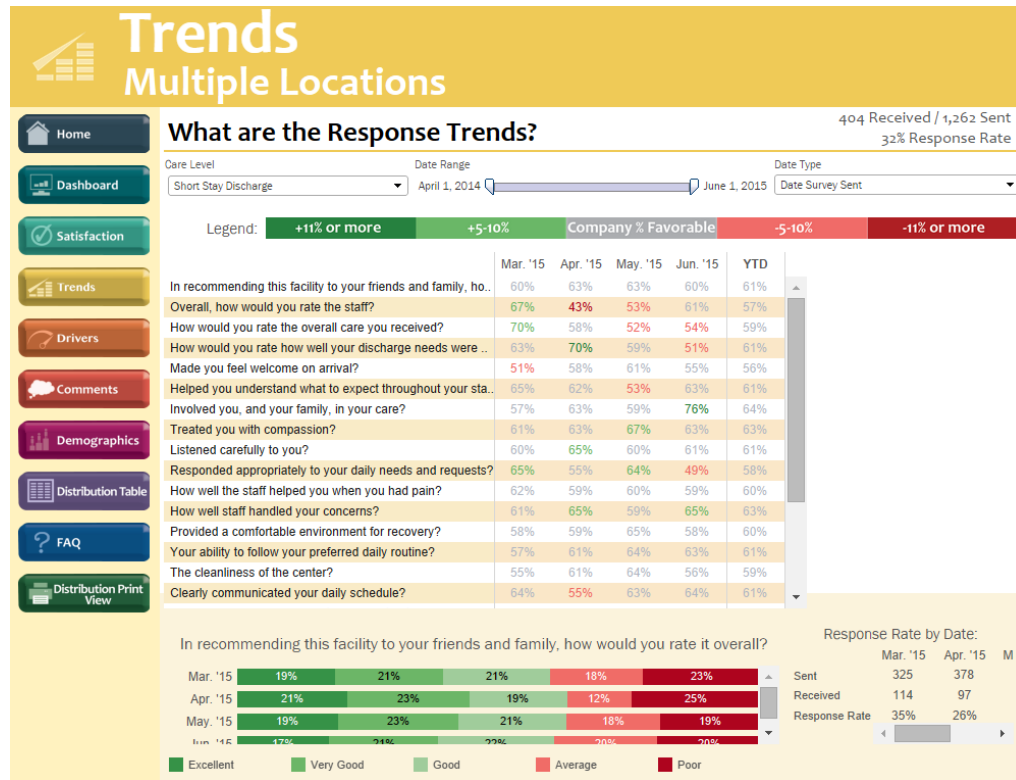 Trends
Multiple Locations
Home
Dashboard
Satisfaction
Trends
Drivers
Comments
Demographics
Distribution Table
FAQ
Distribution Print
View
What are the Response Trends?
404 Received / 1,262 Sent
32% Response Rate
Care Level
Date Range
Date Type
Short Stay Discharge
April 1, 2014
June 1, 2015
Date Survey Sent
Legend: +11% or more +5-10% Company % Favorable -5-10% -11% or more
Mar. '15 Apr. '15 May. '15 Jun. '15 YTD
In recommending this facility to your friends and family, ho.. 60% 63% 63% 60% 61%
Overall, how would you rate the staff? 67% 43% 53% 61% 57%
How would you rate the overall care you received? 70% 58% 52% 54% 59%
How would you rate how well your discharge needs were .. 63% 70% 59% 51% 61%
Made you feel welcome on arrival? 51% 58% 61% 55% 56%
Helped you understand what to expect throughout your sta.. 65% 62% 53% 63% 61%
Involved you, and your family, in your care? 57% 63% 59% 76% 64%
Treated you with compassion? 61% 63% 67% 63% 63%
Listened carefully to you? 60% 65% 60% 61% 61%
Responded appropriately to your daily needs and requests? 65% 55% 64% 49% 58%
How well the staff helped you when you had pain? 62% 59% 60% 59% 60%
How well staff handled your concerns? 61% 65% 59% 65% 63%
Provided a comfortable environment for recovery? 58% 59% 65% 58% 60%
Your ability to follow your preferred daily routine? 57% 61% 64% 63% 61%
The cleanliness of the center? 55% 61% 64% 56% 59%
Clearly communicated your daily schedule? 64% 55% 63% 64% 61%
In recommending this facility to your friends and family, how would you rate it overall?
Mar. '15 19% 21% 21% 18% 23%
Apr. '15 21% 23% 19% 12% 25%
May. '15 19% 23% 21% 18% 19%
Jun. '15 17% 21% 22% 20% 20%
Excellent Very Good Good Average Poor
Response Rate by Date:
Mar. '15 Apr. '15 M
Sent 325 378
Received 114 97
Response Rate 35% 26%